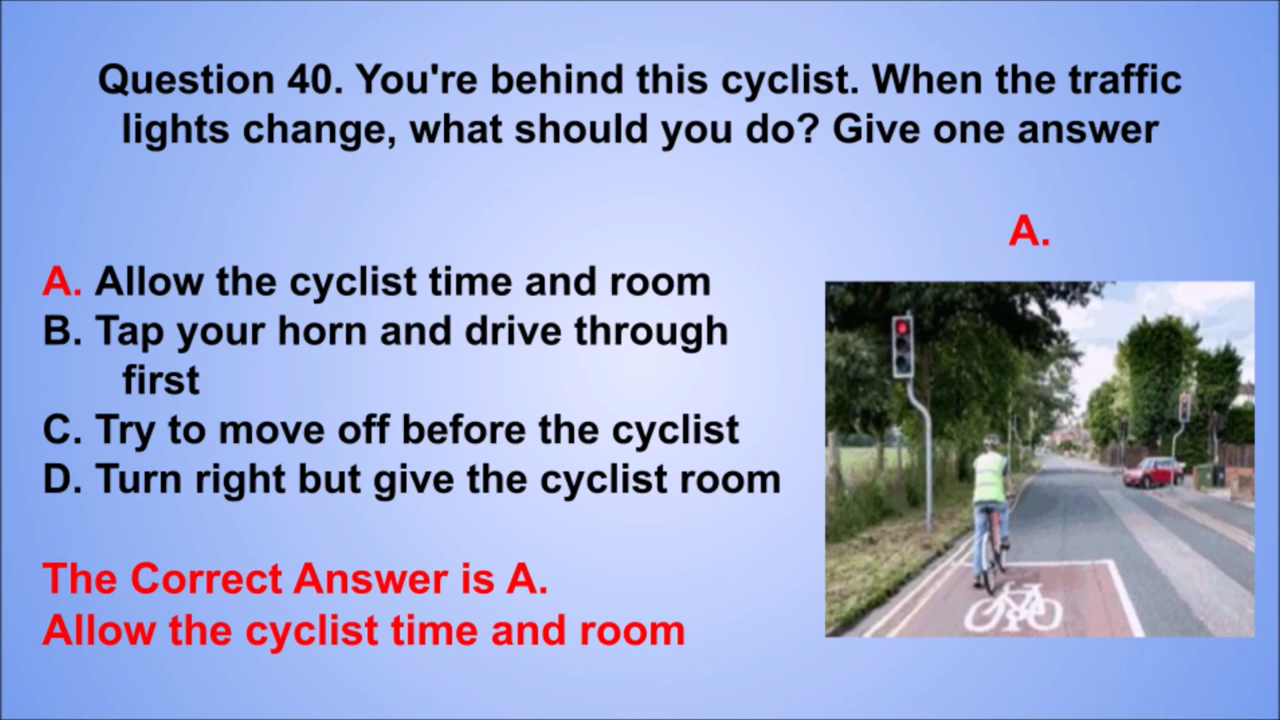 Question 40. You're behind this cyclist. When the traffic
lights change, what should you do? Give one answer
A.
A. Allow the cyclist time and room
B. Tap your horn and drive through
first
C. Try to move off before the cyclist
D. Turn right but give the cyclist room
The Correct Answer is A.
Allow the cyclist time and room